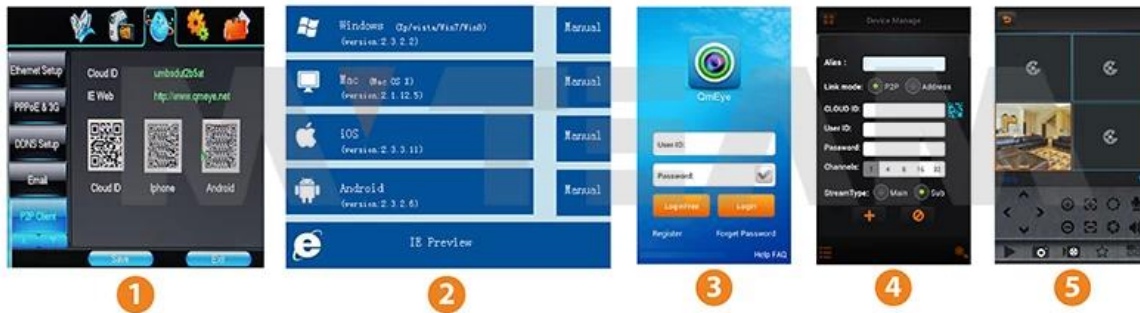 Ethernet Setup
PPPoE & 3G
DDNS Setup
Email
P2P Client
Cloud ID
umbsduf2b5at
IE Web
http://www.qmeye.net
Cloud ID
Iphone
Android
Save
Exit
1
Windows (Xp/vista/Win7/Win8)
(version:2.3.2.2)
Manual
Mac (Mac OS X)
(version:2.1.12.5)
Manual
iOS
(version:2.3.3.11)
Manual
Android
(version:2.3.2.6)
Manual
IE Preview
2
QmEye
User ID:
Password:
Login Free
Login
Register
Forget Password
Help FAQ
3
Device Manage
Alias :
Link mode:
P2P
Address
CLOUD ID:
User ID:
Password:
Channels:
4
8
16
32
StreamType:
Main
Sub
4
5